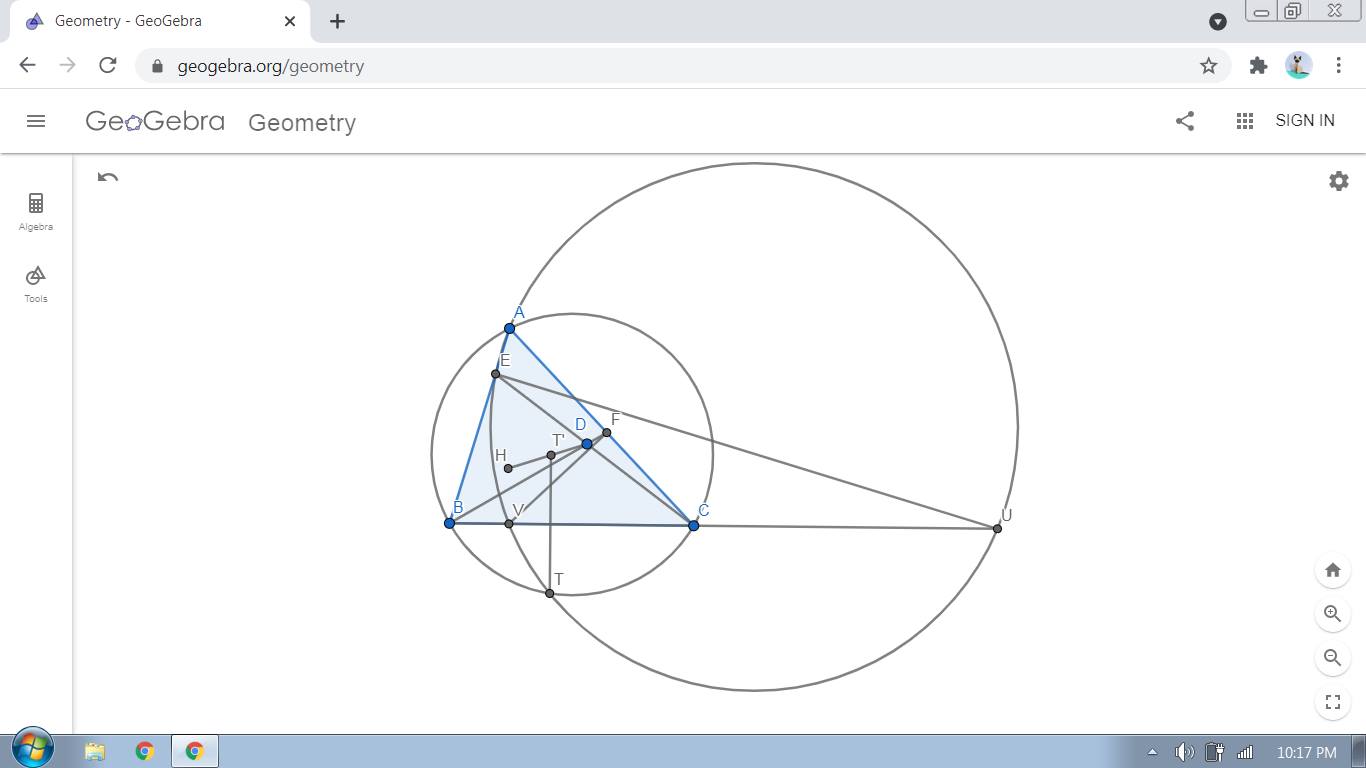 Geometry - GeoGebra
geogebra.org/geometry
GeoGebra Geometry
SIGN IN
Algebra
Tools
A
E
D
F
T'
H
B
V
C
U
T
10:17 PM